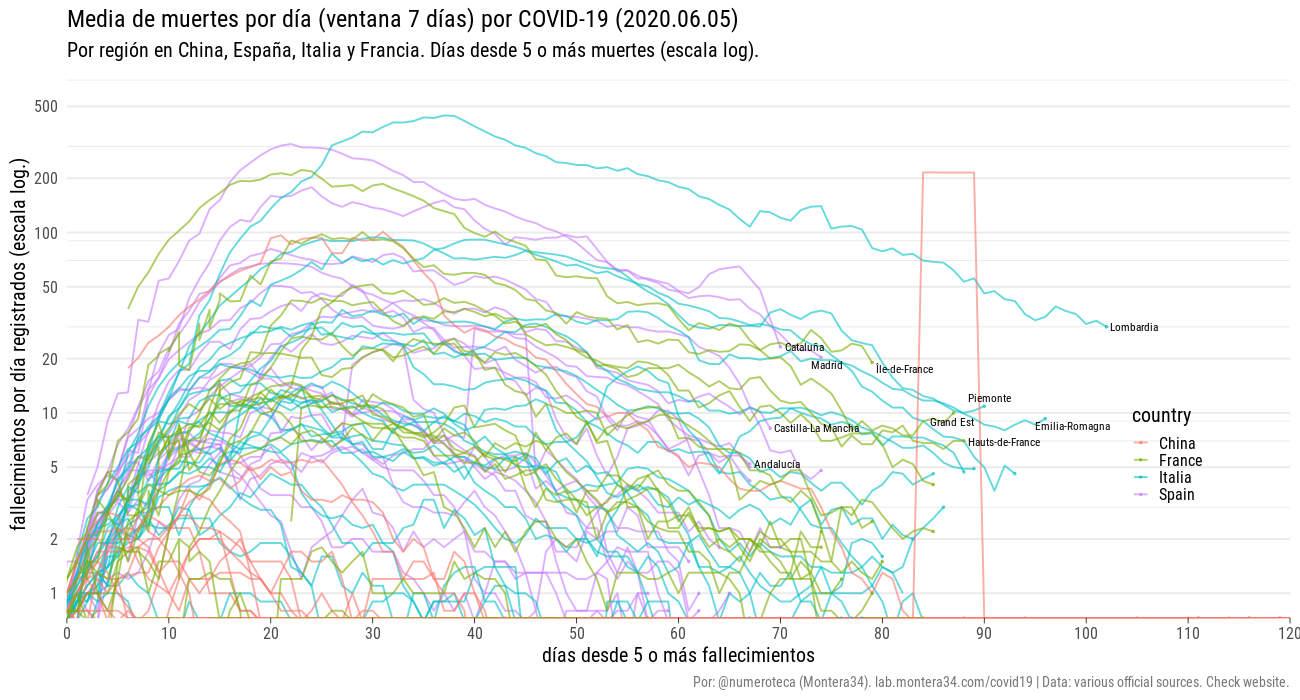 Media de muertes por día (ventana 7 días) por COVID-19 (2020.06.05)
Por región en China, España, Italia y Francia. Días desde 5 o más muertes (escala log).
fallecimientos por día registrados (escala log.)
500
200
100
50
20
10
5
2
1
Lombardia
Cataluña
Madrid
Île-de-France
Piemonte
Grand Est
Emilia-Romagna
Castilla-La Mancha
Hauts-de-France
Andalucía
country
China
France
Italia
Spain
0 10 20 30 40 50 60 70 80 90 100 110 120
días desde 5 o más fallecimientos
Por: @numeroteca (Montera34). lab.montera34.com/covid19 | Data: various official sources. Check website.